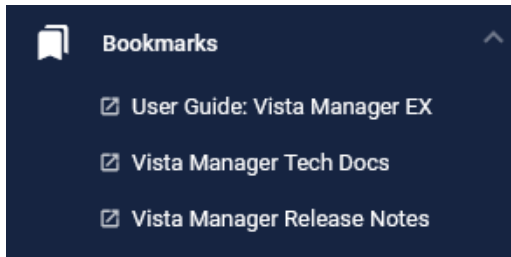 Bookmarks
User Guide: Vista Manager EX
Vista Manager Tech Docs
Vista Manager Release Notes